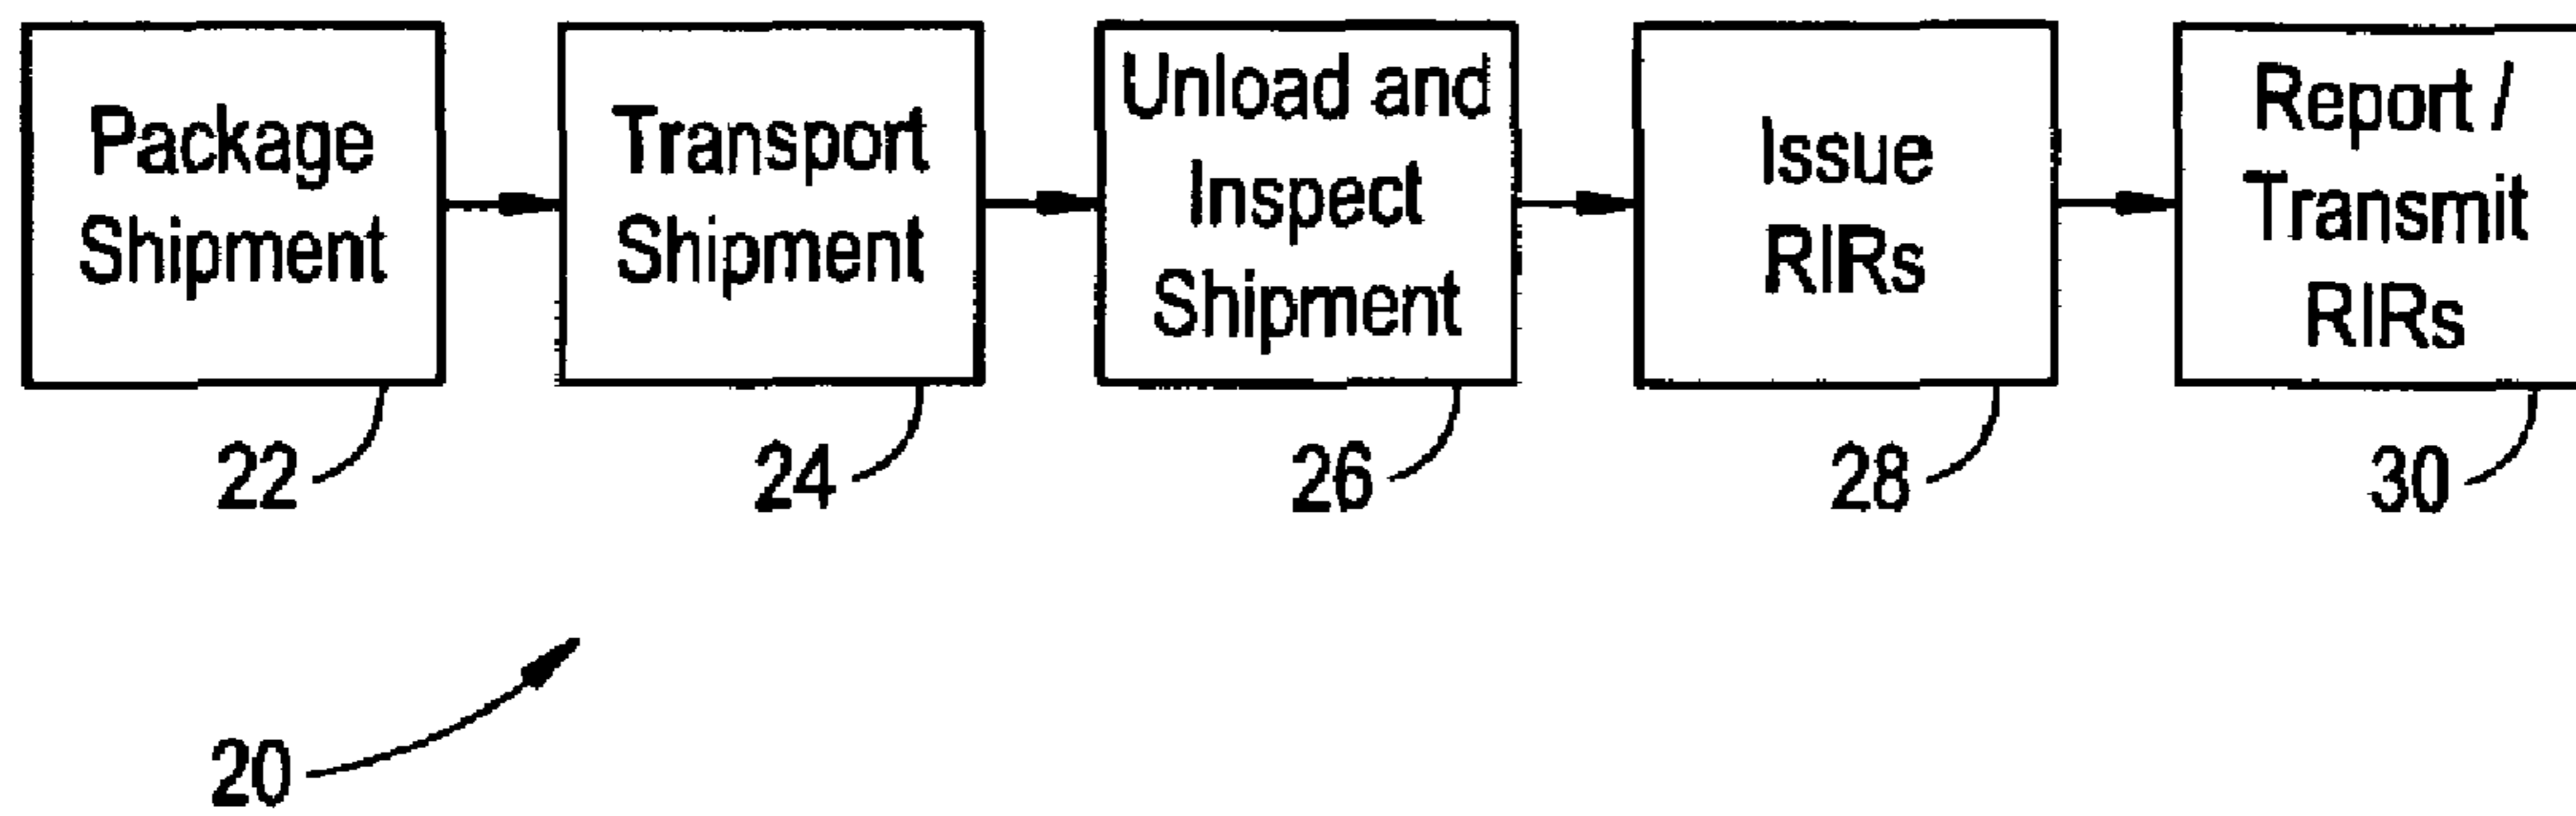 Package
Shipment
Transport
Shipment
Unload and
Inspect
Shipment
Issue
RIRs
Report /
Transmit
RIRs
22
24
26
28
30
20